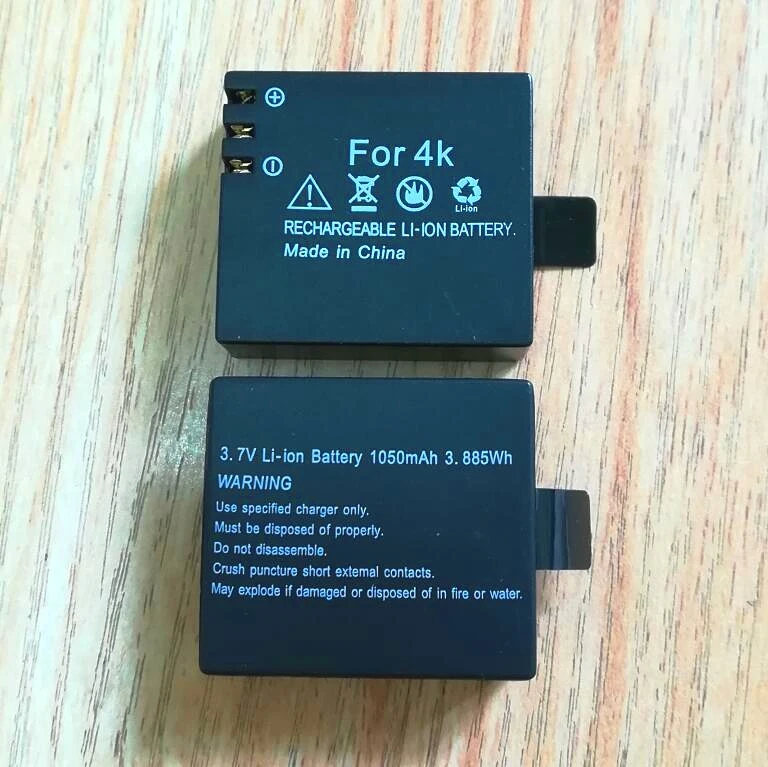 For 4k
Li-ion
RECHARGEABLE LI-ION BATTERY.
Made in China
3.7V Li-ion Battery 1050mAh 3.885Wh
WARNING
Use specified charger only.
Must be disposed of properly.
Do not disassemble.
Crush puncture short external contacts.
May explode if damaged or disposed of in fire or water.